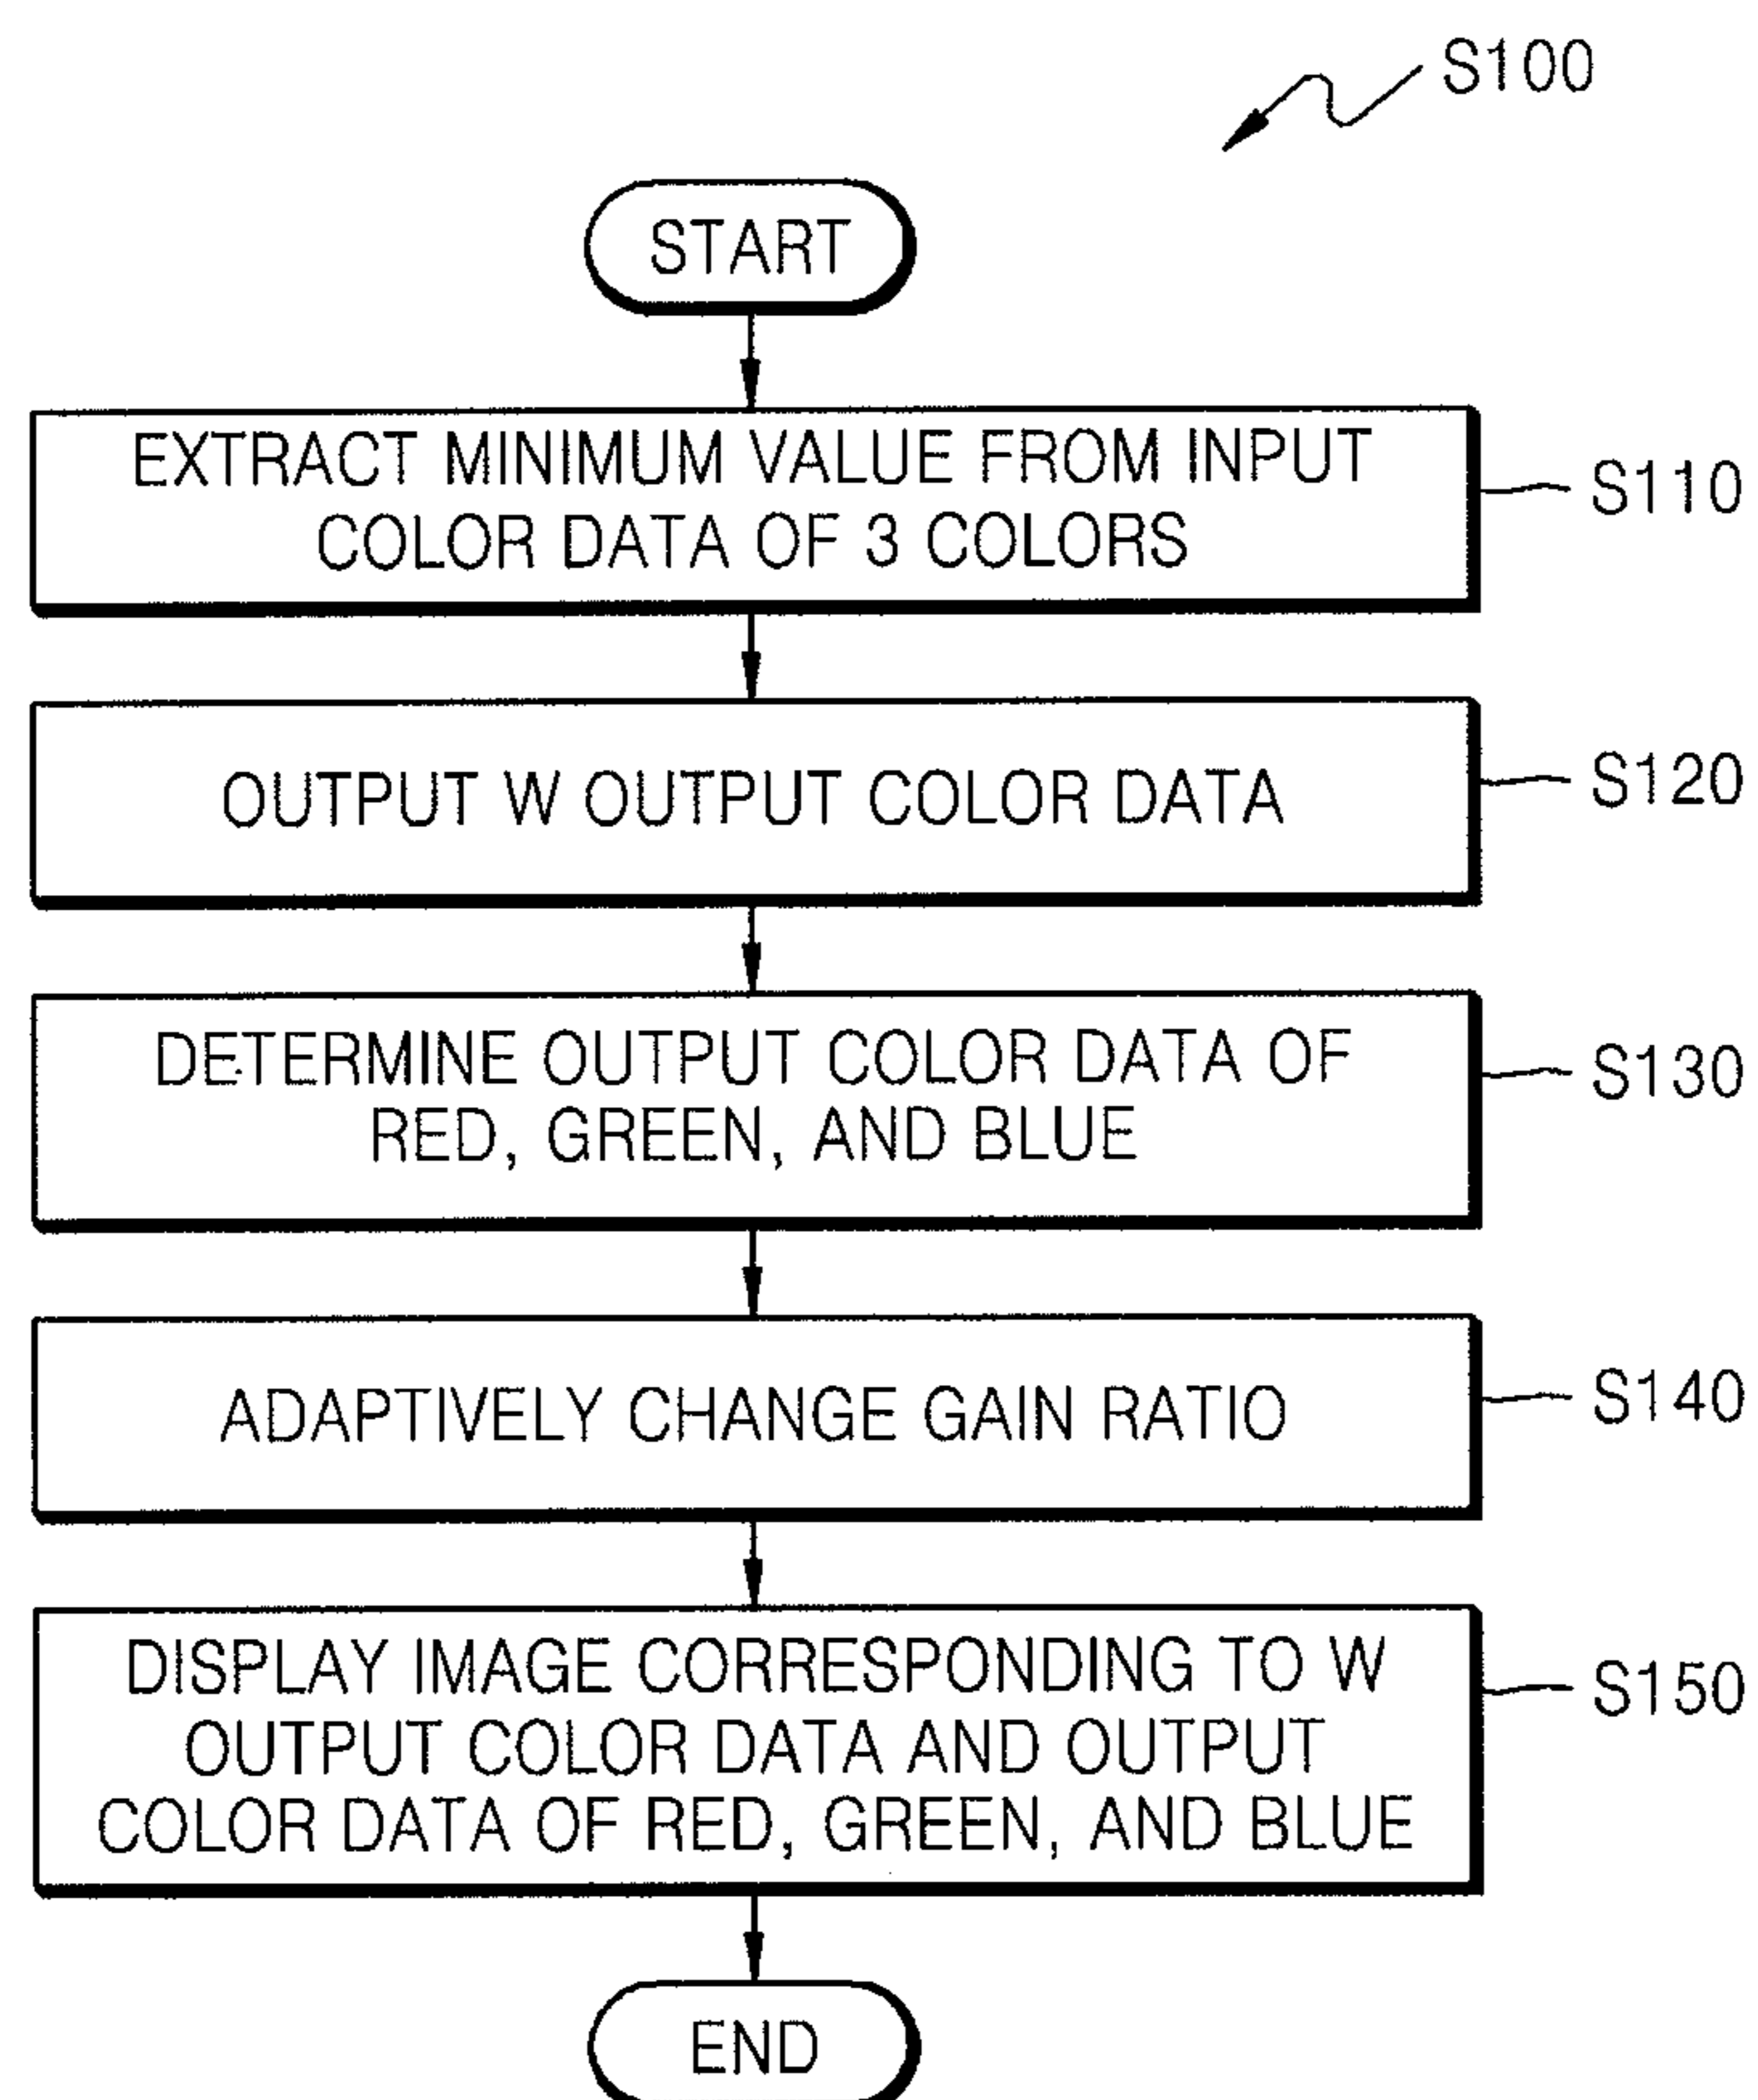 S100
START
EXTRACT MINIMUM VALUE FROM INPUT
COLOR DATA OF 3 COLORS
S110
OUTPUT W OUTPUT COLOR DATA
S120
DETERMINE OUTPUT COLOR DATA OF
RED, GREEN, AND BLUE
S130
ADAPTIVELY CHANGE GAIN RATIO
S140
DISPLAY IMAGE CORRESPONDING TO W
OUTPUT COLOR DATA AND OUTPUT
COLOR DATA OF RED, GREEN, AND BLUE
S150
END